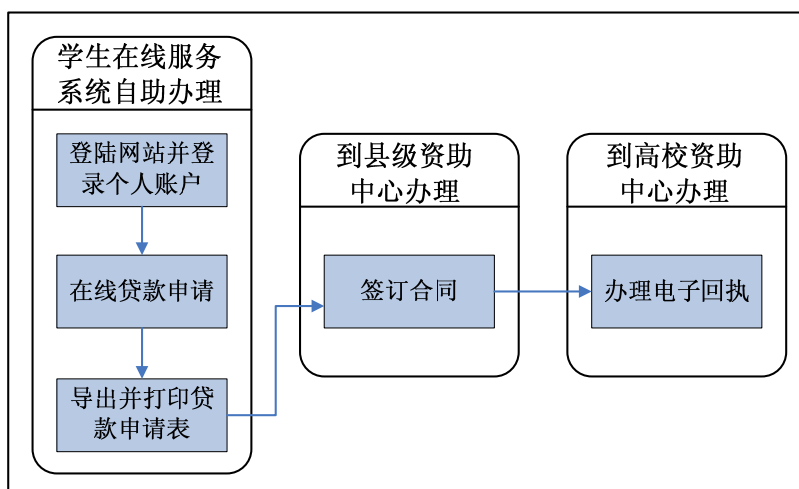 学生在线服务
系统自助办理
登陆网站并登
录个人账户
在线贷款申请
导出并打印贷
款申请表
到县级资助
中心办理
签订合同
到高校资助
中心办理
办理电子回执